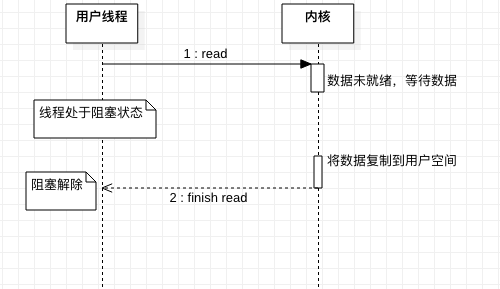 用户线程
内核
1 : read
数据未就绪，等待数据
线程处于阻塞状态
将数据复制到用户空间
阻塞解除
2 : finish read